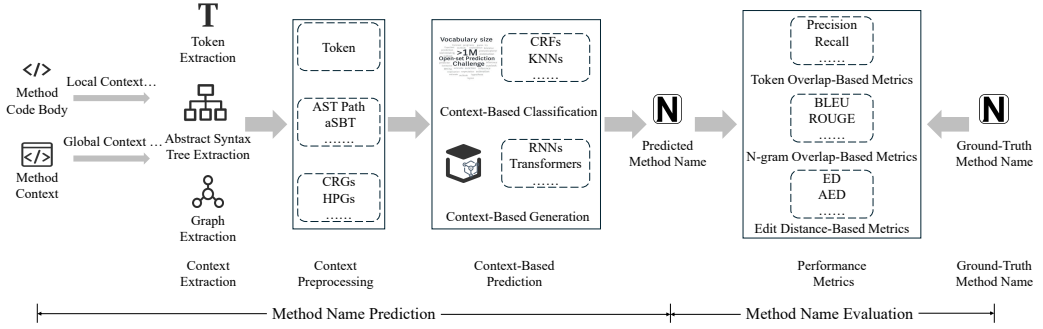 </>
Method
Code Body
Local Context…
Global Context ……
</>
Method
Context
T
Token
Extraction
Abstract Syntax
Tree Extraction
Graph
Extraction
Context
Extraction
Token
……
AST Path
aSBT
…….
CRGs
HPGs
……
Context
Preprocessing
Vocabulary size
>1M
Open-set Prediction
Challenge
CRFs
KNNs
……
Context-Based Classification
RNNs
Transformers
……
Context-Based Generation
Context-Based
Prediction
N
Predicted
Method Name
Precision
Recall
……
Token Overlap-Based Metrics
BLEU
ROUGE
……
N-gram Overlap-Based Metrics
ED
AED
……
Edit Distance-Based Metrics
Performance
Metrics
N
Ground-Truth
Method Name
Ground-Truth
Method Name
Method Name Prediction
Method Name Evaluation